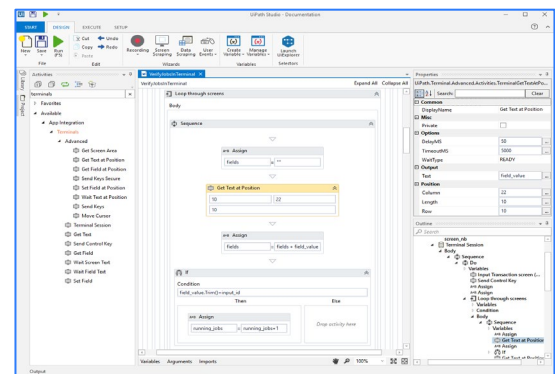 UiPath Studio - Documentation
START DESIGN EXECUTE SETUP
New Save Run (F5)
Cut Undo
Copy Redo
Paste
Recording Screen Scraping Data Scraping User Events
Create Variable Manage Variables
Launch UiExplorer
File Edit Wizards Variables Selectors
Library Project
Activities
terminals
Favorites
Available
App Integration
Terminals
Advanced
Get Screen Area
Get Text at Position
Get Field at Position
Send Keys Secure
Set Field at Position
Wait Text at Position
Send Keys
Move Cursor
Terminal Session
Get Text
Send Control Key
Get Field
Wait Screen Text
Wait Field Text
Set Field
VerifyJobsInTerminal
VerifyJobsInTerminal Expand All Collapse All
Loop through screens
Body
Sequence
A+B Assign
fields = ""
Get Text at Position
10 22
10
A+B Assign
fields = fields + field_value
If
Condition
field_value.Trim()=input_id
Then Else
A+B Assign
running_jobs = running_jobs+1
Drop activity here
Variables Arguments Imports 100%
Properties
UiPath.Terminal.Advanced.Activities.TerminalGetTextAtPo...
Search: Clear
Common
DisplayName Get Text at Position
Misc
Private
Options
DelayMS 50
TimeoutMS 5000
WaitType READY
Output
Text field_value
Position
Column 22
Length 10
Row 10
Outline
Search
screen_nb
Terminal Session
Body
Sequence
Do
Variables
Input Transaction screen (...
Send Control Key
A+B Assign
A+B Assign
Loop through screens
Variables
Condition
Body
Sequence
Variables
A+B Assign
Get Text at Position
A+B Assign
If
Output